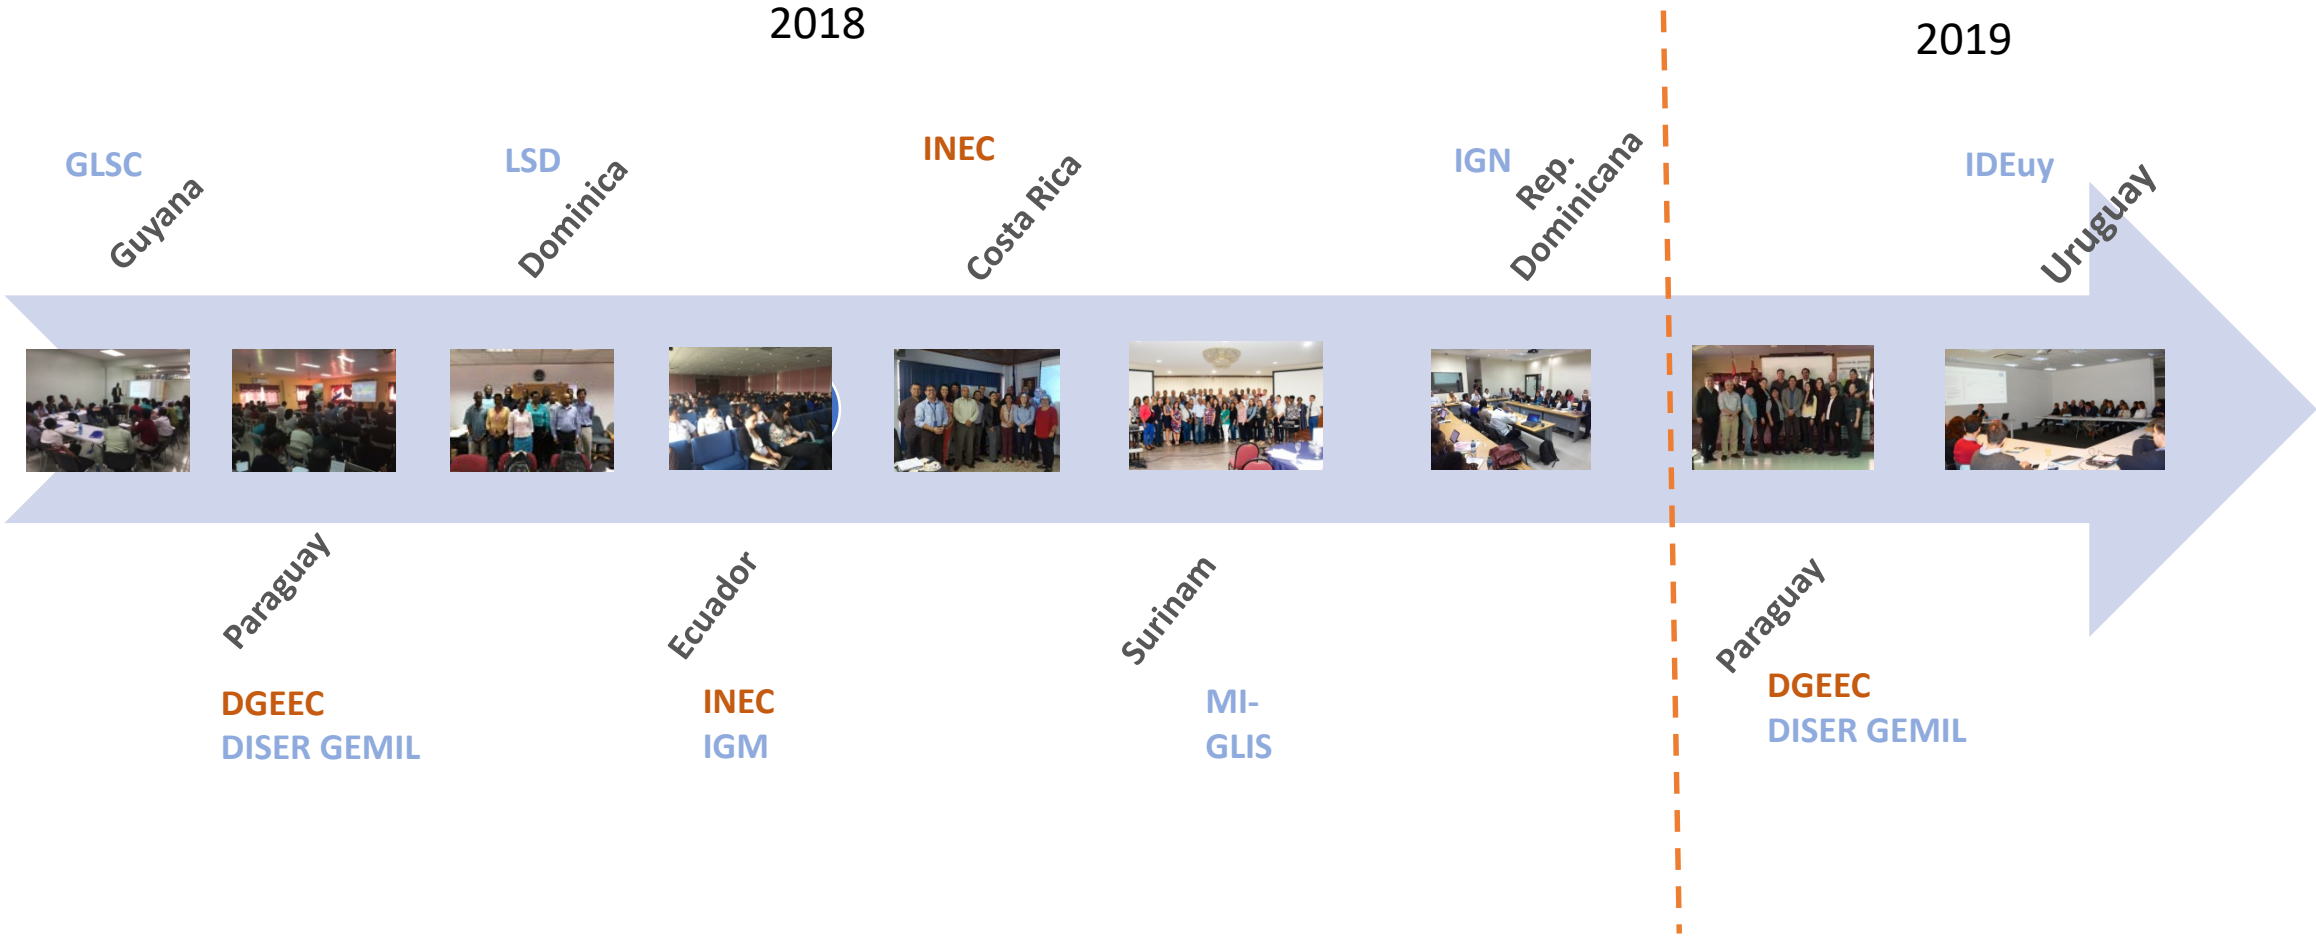 2018
2019
GLSC
Guyana
LSD
Dominica
INEC
Costa Rica
IGN
Rep.
Dominicana
IDEuy
Uruguay
Paraguay
DGEEC
DISER GEMIL
Ecuador
INEC
IGM
Surinam
MI-
GLIS
Paraguay
DGEEC
DISER GEMIL